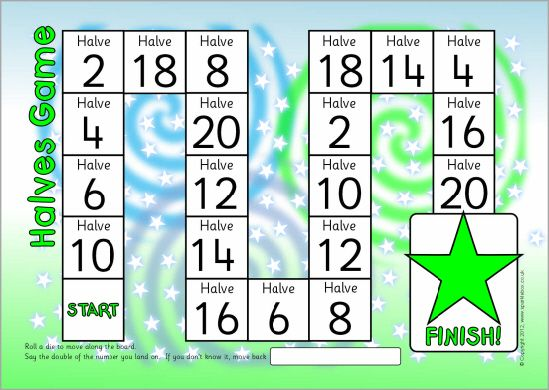 Halves Game
Halve Halve Halve Halve Halve Halve
2 18 8 18 14 4
Halve Halve Halve Halve
4 20 2 16
Halve Halve Halve Halve
6 12 10 20
Halve Halve Halve
10 14 12
START Halve Halve Halve
16 6 8
FINISH!
Roll a die to move along the board.
Say the double of the number you land on. If you don't know it, move back
© Copyright 2012, www.sparklebox.co.uk